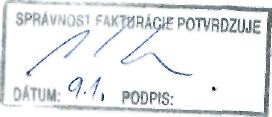 SPRÁVNOSŤ FAKTURÁCIE POTVRDZUJE
DÁTUM: 9.1. PODPIS: